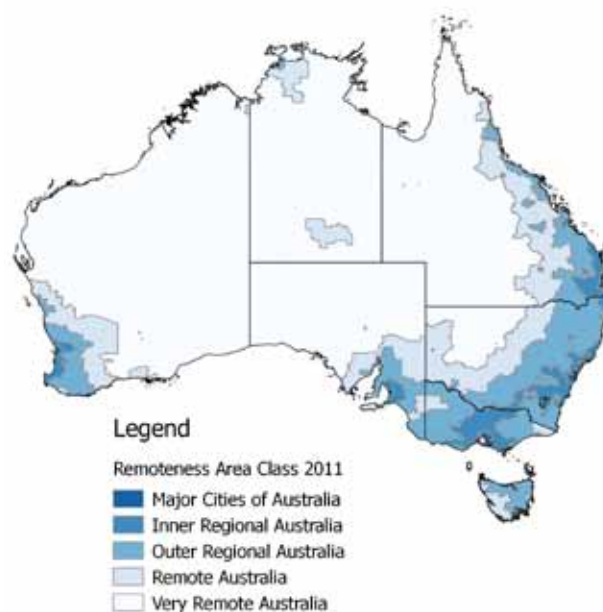 Legend
Remoteness Area Class 2011
Major Cities of Australia
Inner Regional Australia
Outer Regional Australia
Remote Australia
Very Remote Australia